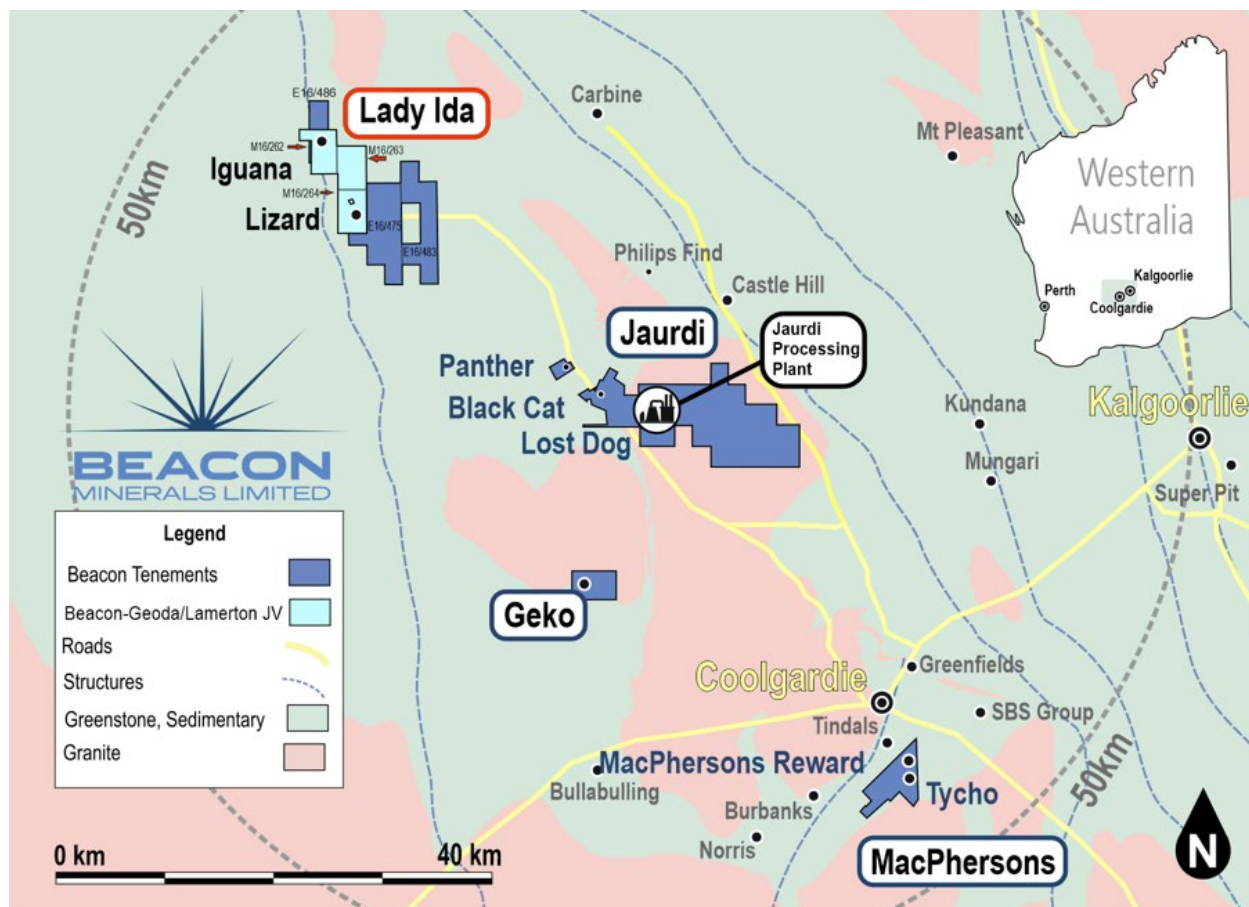 E16/486
Lady Ida
M16/262
M16/263
Iguana
M16/264
Lizard
E16/475
E16/483
50km
Carbine
Mt Pleasant
Western
Australia
Kalgoorlie
Perth
Coolgardie
Philips Find
Castle Hill
Jaurdi
Jaurdi
Processing
Plant
Panther
Black Cat
Lost Dog
Kundana
Kalgoorlie
Mungari
Super Pit
BEACON
MINERALS LIMITED
Legend
Beacon Tenements
Beacon-Geoda/Lamerton JV
Roads
Structures
Greenstone, Sedimentary
Granite
Geko
Greenfields
Coolgardie
SBS Group
Tindals
MacPhersons Reward
Bullabulling
Tycho
Burbanks
50km
Norris
MacPhersons
0 km
40 km
N